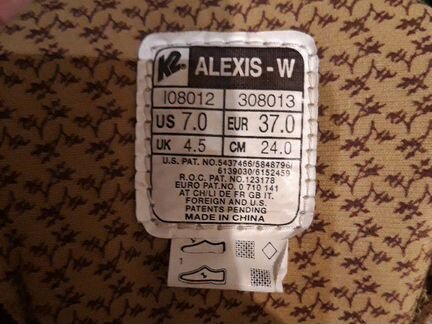 K2 ALEXIS - W
I08012 308013
US 7.0 EUR 37.0
UK 4.5 CM 24.0
U.S. PAT. NO.5437466/5848796/
6139030/6152459
R.O.C. PAT NO.123178
EURO PAT.NO. 0 710 141
AT CH/LI DE FR GB IT.
FOREIGN AND U.S.
PATENTS PENDING
MADE IN CHINA